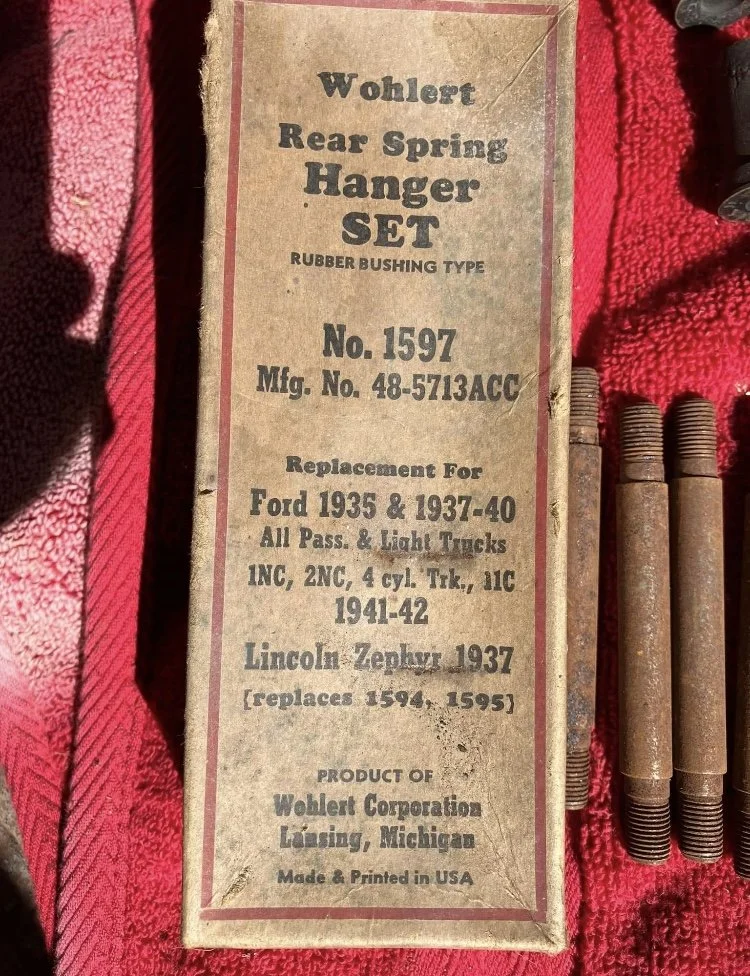 Wohlert
Rear Spring
Hanger
SET
RUBBER BUSHING TYPE
No. 1597
Mfg. No. 48-5713ACC
Replacement For
Ford 1935 & 1937-40
All Pass. & Light Trucks
1NC, 2NC, 4 cyl. Trk., 11C
1941-42
Lincoln Zephyr 1937
[replaces 1594, 1595]
PRODUCT OF
Wohlert Corporation
Lansing, Michigan
Made & Printed in USA